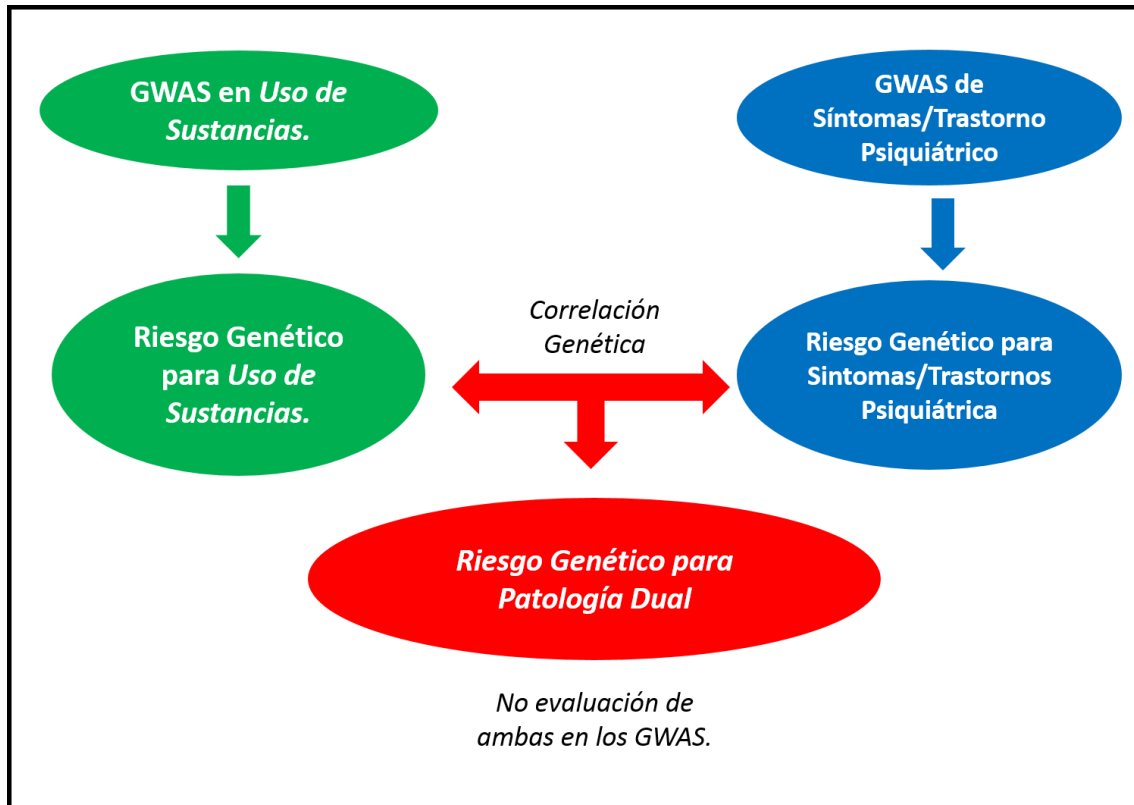 GWAS en Uso de
Sustancias.
GWAS de
Síntomas/Trastorno
Psiquiátrico
Riesgo Genético
para Uso de
Sustancias.
Correlación
Genética
Riesgo Genético para
Sintomas/Trastornos
Psiquiátrica
Riesgo Genético para
Patología Dual
No evaluación de
ambas en los GWAS.